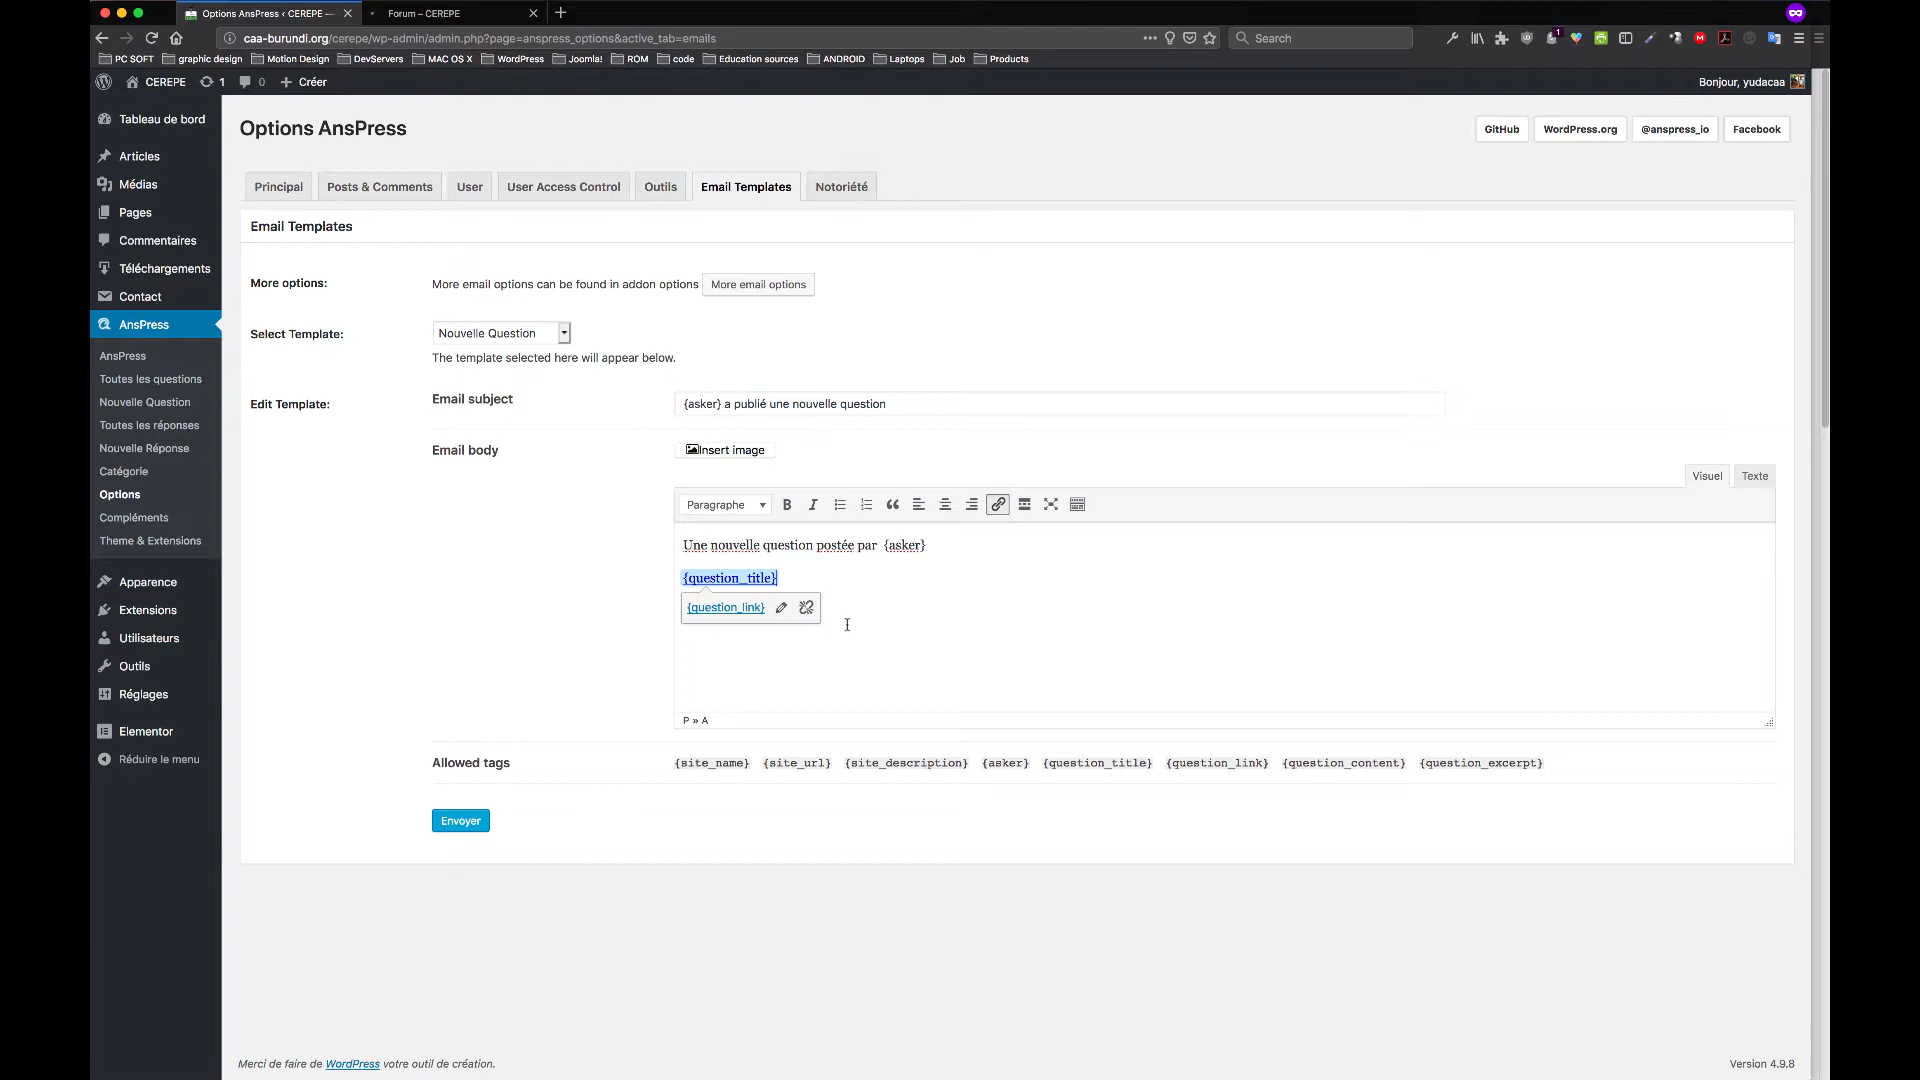 Options AnsPress ‹ CEREPE —
Forum – CEREPE
caa-burundi.org/cerepe/wp-admin/admin.php?page=anspress_options&active_tab=emails
Search
1
PC SOFT
graphic design
Motion Design
DevServers
MAC OS X
WordPress
Joomla!
ROM
code
Education sources
ANDROID
Laptops
Job
Products
CEREPE
1
0
Créer
Bonjour, yudacaa
Tableau de bord
Articles
Médias
Pages
Commentaires
Téléchargements
Contact
AnsPress
AnsPress
Toutes les questions
Nouvelle Question
Toutes les réponses
Nouvelle Réponse
Catégorie
Options
Compléments
Theme & Extensions
Apparence
Extensions
Utilisateurs
Outils
Réglages
Elementor
Réduire le menu
Options AnsPress
GitHub
WordPress.org
@anspress_io
Facebook
Principal
Posts & Comments
User
User Access Control
Outils
Email Templates
Notoriété
Email Templates
More options:
More email options can be found in addon options
More email options
Select Template:
Nouvelle Question
The template selected here will appear below.
Edit Template:
Email subject
{asker} a publié une nouvelle question
Email body
Insert image
Visuel
Texte
Paragraphe
Une nouvelle question postée par {asker}
{question_title}
{question_link}
P » A
Allowed tags
{site_name} {site_url} {site_description} {asker} {question_title} {question_link} {question_content} {question_excerpt}
Envoyer
Merci de faire de WordPress votre outil de création.
Version 4.9.8